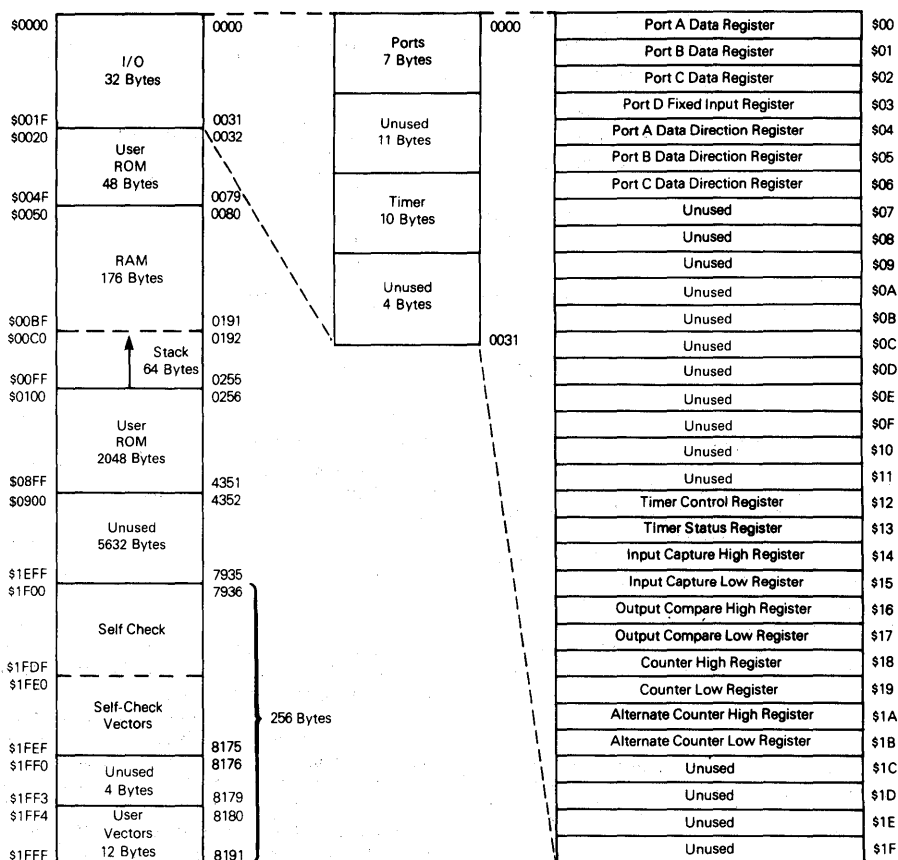 $0000
I/O
32 Bytes
0000
$001F
0031
$0020
0032
User
ROM
48 Bytes
$004F
0079
$0050
0080
RAM
176 Bytes
$00BF
0191
$00C0
0192
Stack
64 Bytes
$00FF
0255
$0100
0256
User
ROM
2048 Bytes
$08FF
4351
$0900
4352
Unused
5632 Bytes
$1EFF
7935
$1F00
7936
Self Check
$1FDF
$1FE0
Self-Check
Vectors
256 Bytes
$1FEF
8175
$1FF0
8176
Unused
4 Bytes
$1FF3
8179
$1FF4
8180
User
Vectors
12 Bytes
$1FFF
8191
Ports
7 Bytes
0000
Unused
11 Bytes
Timer
10 Bytes
Unused
4 Bytes
0031
Port A Data Register $00
Port B Data Register $01
Port C Data Register $02
Port D Fixed Input Register $03
Port A Data Direction Register $04
Port B Data Direction Register $05
Port C Data Direction Register $06
Unused $07
Unused $08
Unused $09
Unused $0A
Unused $0B
Unused $0C
Unused $0D
Unused $0E
Unused $0F
Unused $10
Unused $11
Timer Control Register $12
Timer Status Register $13
Input Capture High Register $14
Input Capture Low Register $15
Output Compare High Register $16
Output Compare Low Register $17
Counter High Register $18
Counter Low Register $19
Alternate Counter High Register $1A
Alternate Counter Low Register $1B
Unused $1C
Unused $1D
Unused $1E
Unused $1F